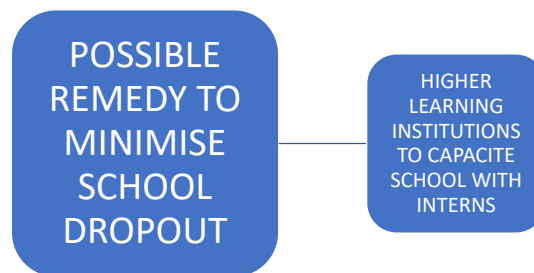 POSSIBLE
REMEDY TO
MINIMISE
SCHOOL
DROPOUT
HIGHER
LEARNING
INSTITUTIONS
TO CAPACITE
SCHOOL WITH
INTERNS